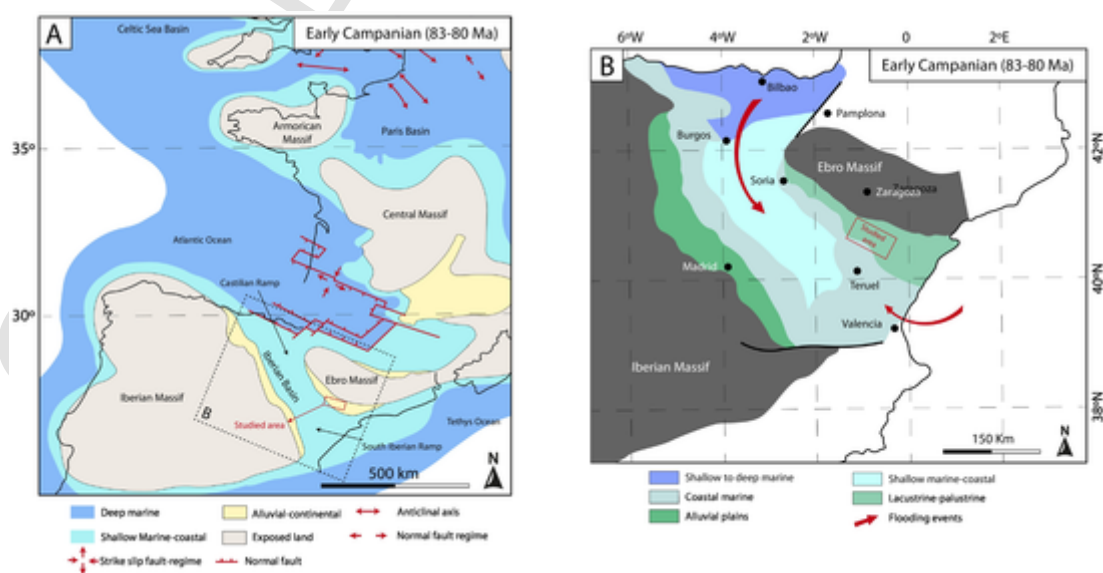 A
Early Campanian (83-80 Ma)
Celtic Sea Basin
Armorican
Massif
Paris Basin
35º
Central Massif
Atlantic Ocean
Castilian Ramp
30º
Iberian Basin
Ebro Massif
Iberian Massif
B
Studied area
Tethys Ocean
South Iberian Ramp
500 km
N
Deep marine
Alluvial-continental
Anticlinal axis
Shallow Marine-coastal
Exposed land
Normal fault regime
Strike slip fault-regime
Normal fault
6ºW
4ºW
2ºW
0
2ºE
B
Early Campanian (83-80 Ma)
Bilbao
Pamplona
Burgos
42ºN
Ebro Massif
Soria
Zaragoza
Zaragoza
Studied
area
Madrid
40ºN
Teruel
Valencia
Iberian Massif
38ºN
150 Km
N
Shallow to deep marine
Shallow marine-coastal
Coastal marine
Lacustrine-palustrine
Alluvial plains
Flooding events